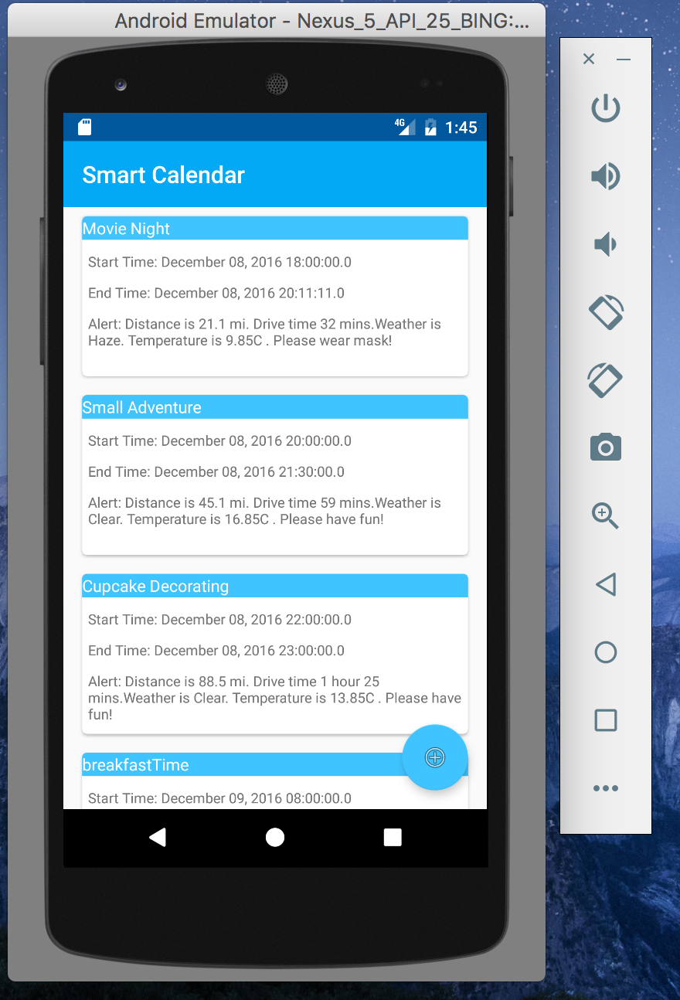 Android Emulator - Nexus_5_API_25_BING:...
4G 1:45
Smart Calendar
Movie Night
Start Time: December 08, 2016 18:00:00.0
End Time: December 08, 2016 20:11:11.0
Alert: Distance is 21.1 mi. Drive time 32 mins.Weather is
Haze. Temperature is 9.85C . Please wear mask!
Small Adventure
Start Time: December 08, 2016 20:00:00.0
End Time: December 08, 2016 21:30:00.0
Alert: Distance is 45.1 mi. Drive time 59 mins.Weather is
Clear. Temperature is 16.85C . Please have fun!
Cupcake Decorating
Start Time: December 08, 2016 22:00:00.0
End Time: December 08, 2016 23:00:00.0
Alert: Distance is 88.5 mi. Drive time 1 hour 25
mins.Weather is Clear. Temperature is 13.85C . Please have
fun!
breakfastTime
Start Time: December 09, 2016 08:00:00.0